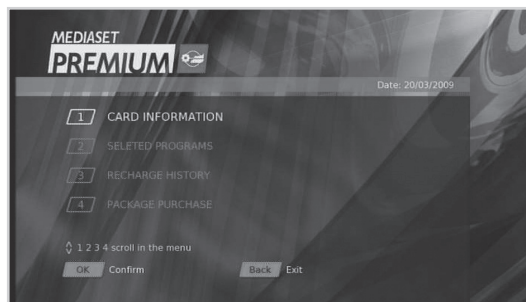 MEDIASET
PREMIUM
Date: 20/03/2009
1 CARD INFORMATION
2 SELETED PROGRAMS
3 RECHARGE HISTORY
4 PACKAGE PURCHASE
1 2 3 4 scroll in the menu
OK Confirm Back Exit